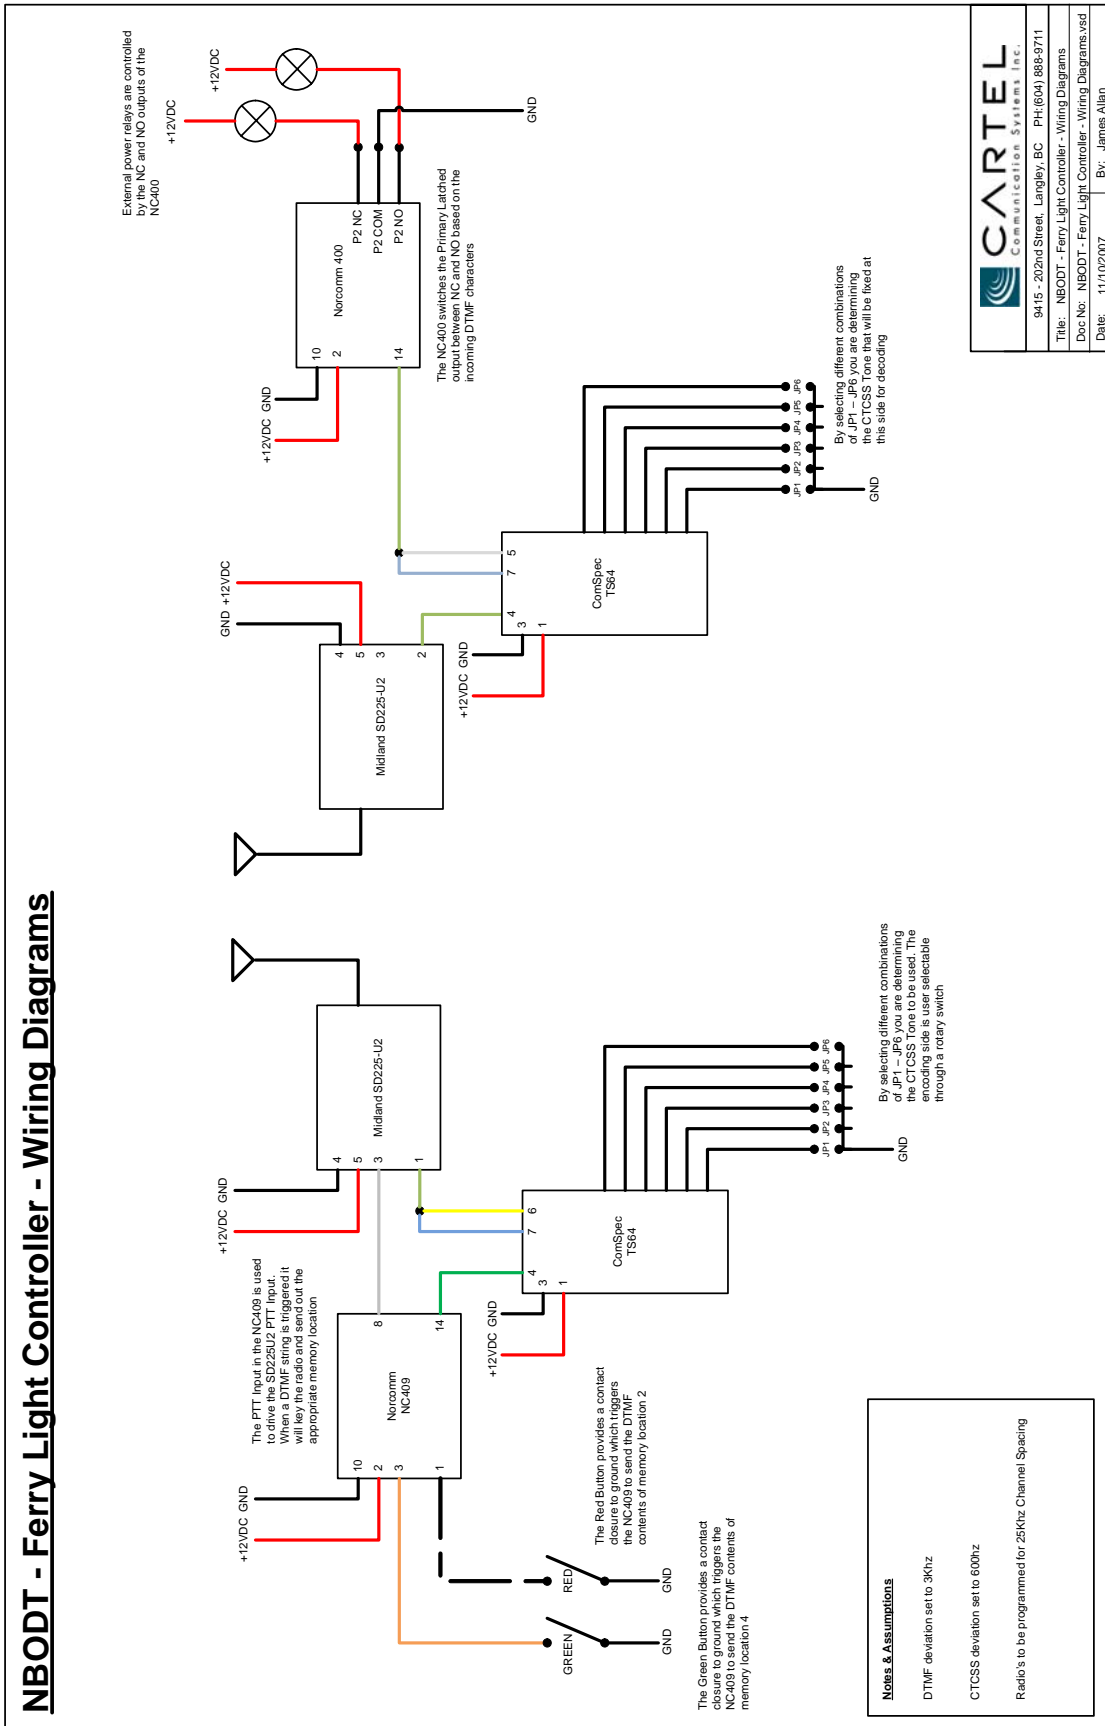 NBODT - Ferry Light Controller - Wiring Diagrams
+12VDC GND
10
2
3
1
Norcomm
NC409
8
14
The PTT Input in the NC409 is used
to drive the SD225U2 PTT Input.
When a DTMF string is triggered it
will key the radio and send out the
appropriate memory location
+12VDC GND
4
5
3
1
Midland SD225-U2
GREEN
RED
GND
GND
The Red Button provides a contact
closure to ground which triggers
the NC409 to send the DTMF
contents of memory location 2
The Green Button provides a contact
closure to ground which triggers the
NC409 to send the DTMF contents of
memory location 4
+12VDC GND
1
3
4
7
6
ComSpec
TS64
JP1 JP2 JP3 JP4 JP5 JP6
GND
By selecting different combinations
of JP1 – JP6 you are determining
the CTCSS Tone to be used. The
encoding side is user selectable
through a rotary switch
Midland SD225-U2
4
5
3
2
GND +12VDC
+12VDC GND
1
3
4
7
5
ComSpec
TS64
JP1 JP2 JP3 JP4 JP5 JP6
GND
By selecting different combinations
of JP1 – JP6 you are determining
the CTCSS Tone that will be fixed at
this side for decoding
+12VDC GND
10
2
14
Norcomm 400
P2 NC
P2 COM
P2 NO
The NC400 switches the Primary Latched
output between NC and NO based on the
incoming DTMF characters
+12VDC
+12VDC
GND
External power relays are controlled
by the NC and NO outputs of the
NC400
Notes & Assumptions
DTMF deviation set to 3Khz
CTCSS deviation set to 600hz
Radio's to be programmed for 25Khz Channel Spacing
CARTEL
Communication Systems Inc.
9415 - 202nd Street, Langley, BC PH:(604) 888-9711
Title: NBODT - Ferry Light Controller - Wiring Diagrams
Doc No: NBODT - Ferry Light Controller - Wiring Diagrams.vsd
Date: 11/10/2007 By: James Allan